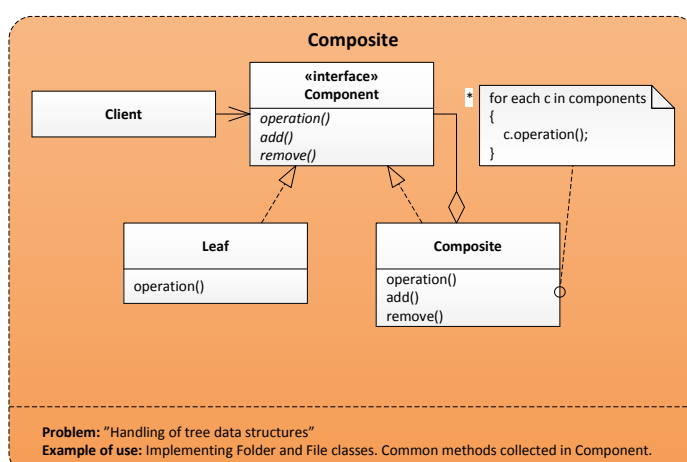 Composite
«interface»
Component
operation()
add()
remove()
Client
*
for each c in components
{
c.operation();
}
Leaf
operation()
Composite
operation()
add()
remove()
Problem: ”Handling of tree data structures”
Example of use: Implementing Folder and File classes. Common methods collected in Component.